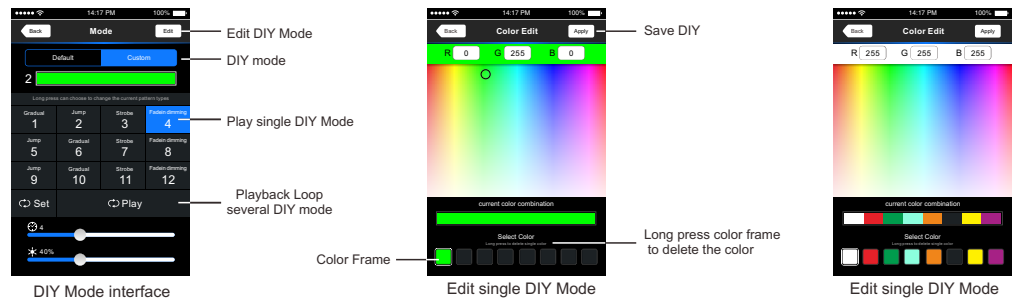 14:17 PM 100%
Back Mode Edit
Default Custom
2
Long press can choose to change the current pattern types
Gradual Jump Strobe Fadein dimming
1 2 3 4
Jump Gradual Strobe Fadein dimming
5 6 7 8
Jump Gradual Strobe Fadein dimming
9 10 11 12
Set Play
4
40%
DIY Mode interface
Edit DIY Mode
DIY mode
Play single DIY Mode
Playback Loop
several DIY mode
Color Frame
14:17 PM 100%
Back Color Edit Apply
R 0 G 255 B 0
current color combination
Select Color
Long press to delete single color
Edit single DIY Mode
Save DIY
Long press color frame
to delete the color
14:17 PM 100%
Back Color Edit Apply
R 255 G 255 B 255
current color combination
Select Color
Long press to delete single color
Edit single DIY Mode